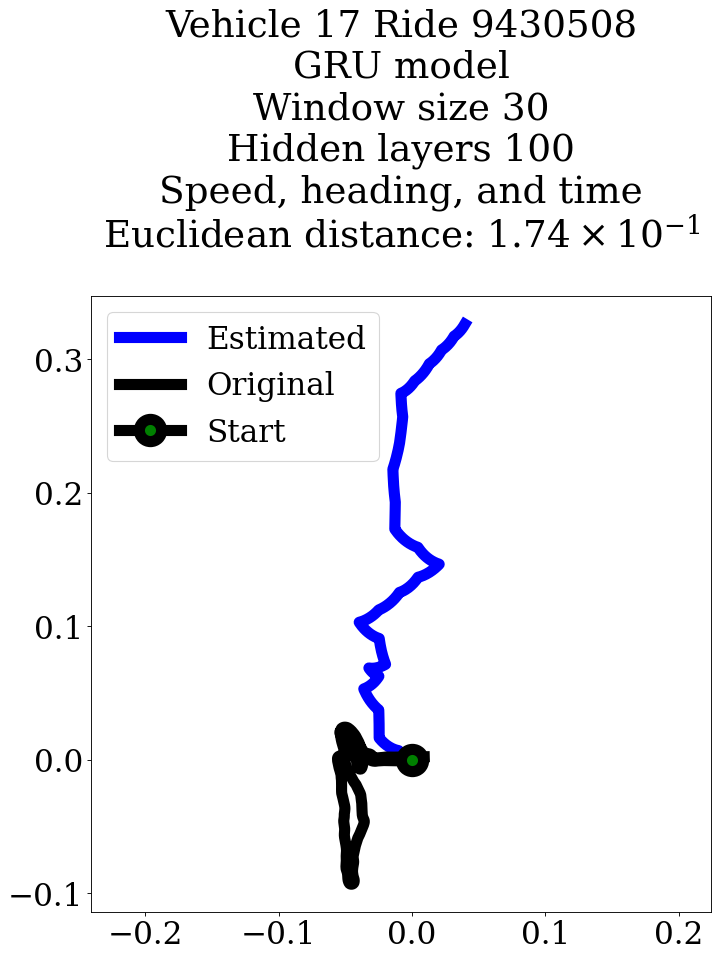 Vehicle 17 Ride 9430508
GRU model
Window size 30
Hidden layers 100
Speed, heading, and time
Euclidean distance: 1.74 × 10⁻¹
Estimated
Original
Start
0.3
0.2
0.1
0.0
−0.1
−0.2 −0.1 0.0 0.1 0.2